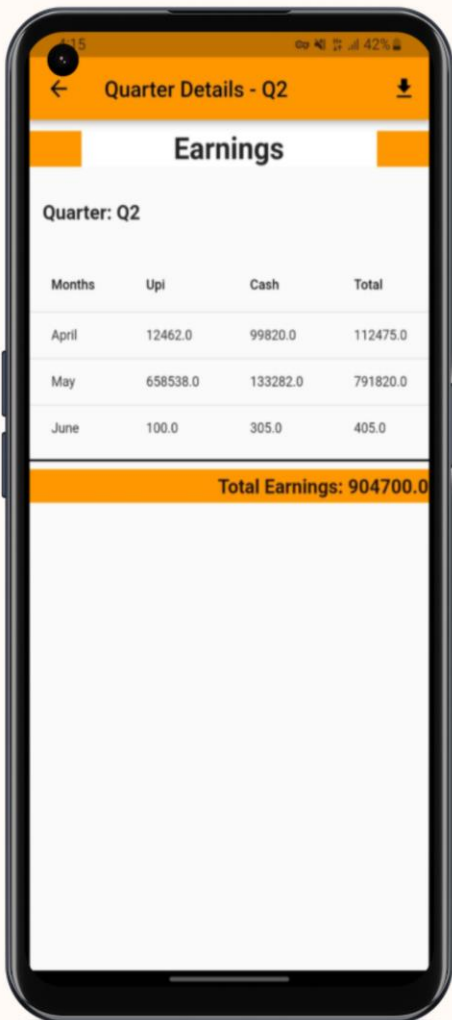 42%
Quarter Details - Q2
Earnings
Quarter: Q2
Months Upi Cash Total
April 12462.0 99820.0 112475.0
May 658538.0 133282.0 791820.0
June 100.0 305.0 405.0
Total Earnings: 904700.0